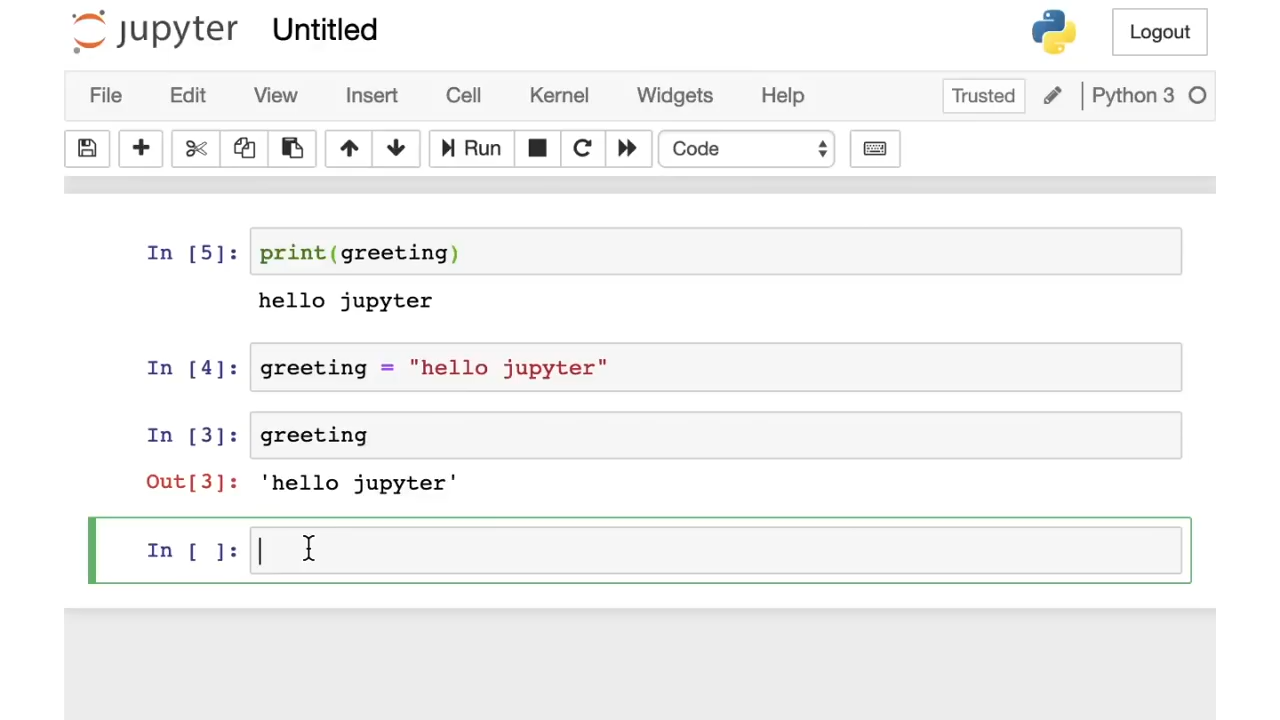 jupyter Untitled Logout
File Edit View Insert Cell Kernel Widgets Help Trusted Python 3
Run Code
In [5]: print(greeting)
hello jupyter
In [4]: greeting = "hello jupyter"
In [3]: greeting
Out[3]: 'hello jupyter'
In [ ]: